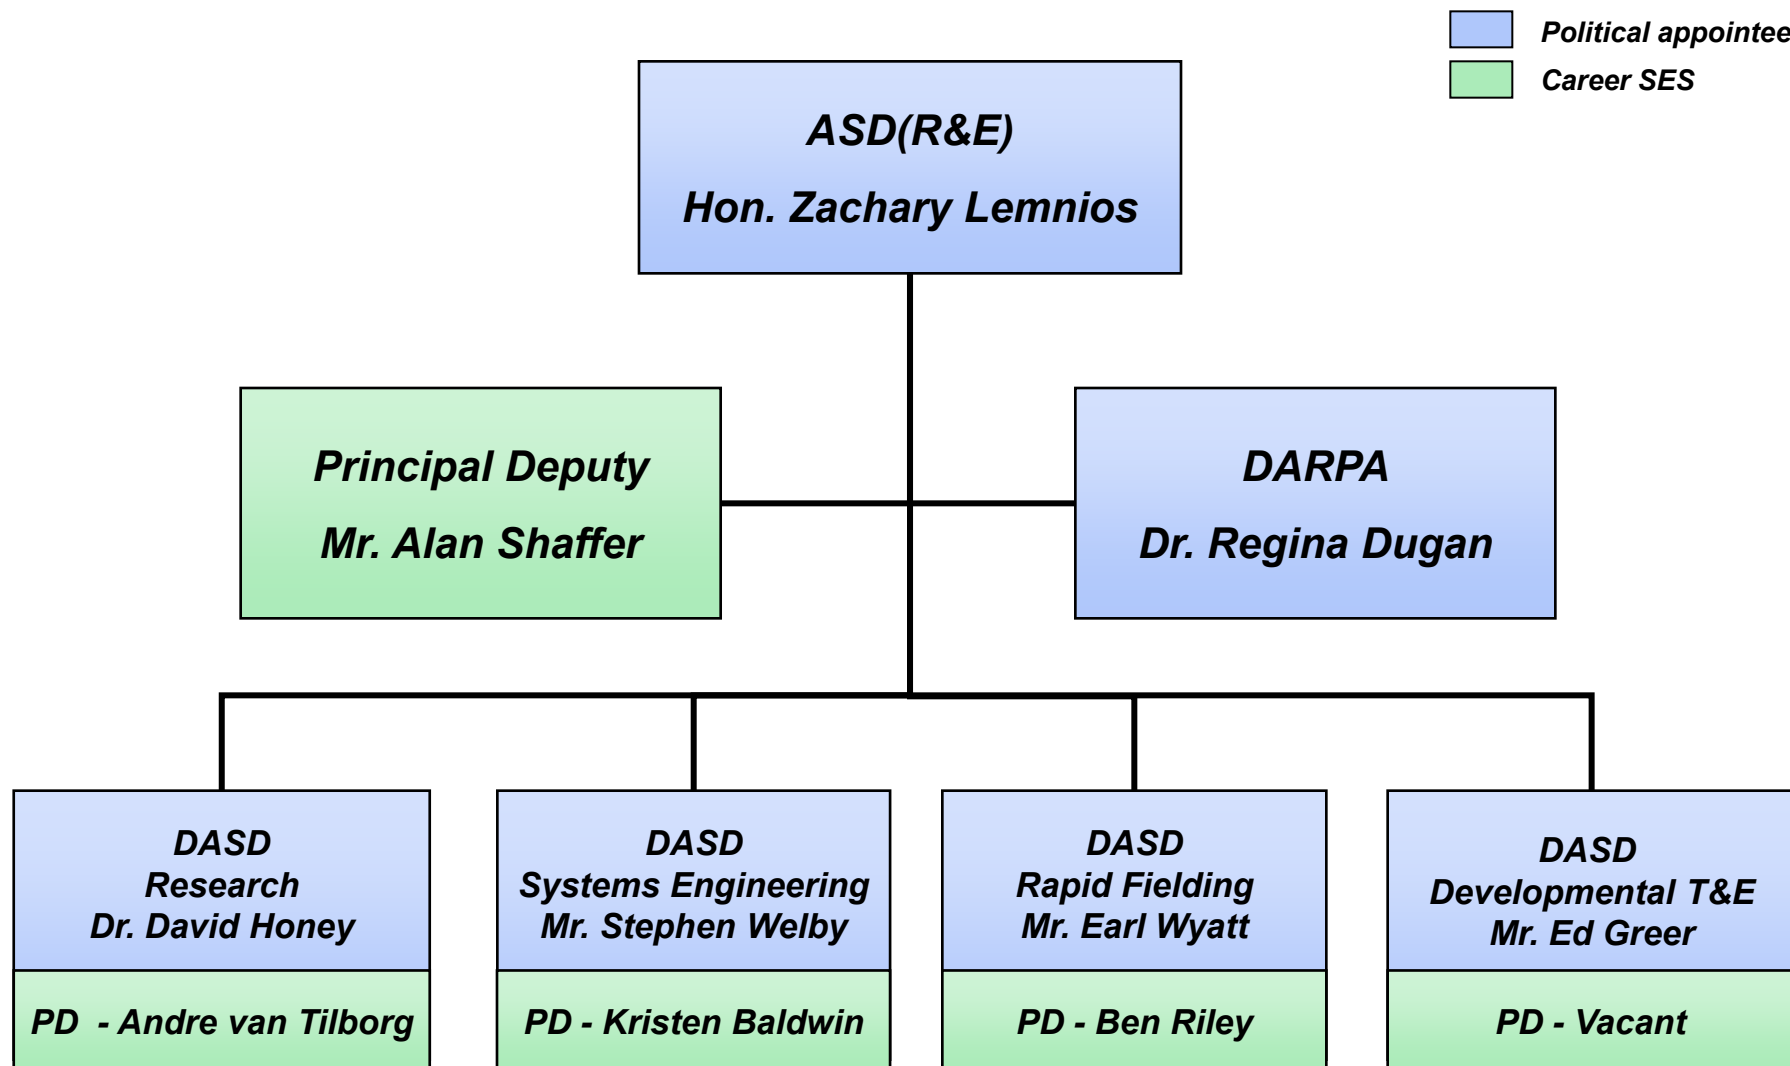 Political appointee
Career SES
ASD(R&E)
Hon. Zachary Lemnios
Principal Deputy
Mr. Alan Shaffer
DARPA
Dr. Regina Dugan
DASD
Research
Dr. David Honey
PD - Andre van Tilborg
DASD
Systems Engineering
Mr. Stephen Welby
PD - Kristen Baldwin
DASD
Rapid Fielding
Mr. Earl Wyatt
PD - Ben Riley
DASD
Developmental T&E
Mr. Ed Greer
PD - Vacant